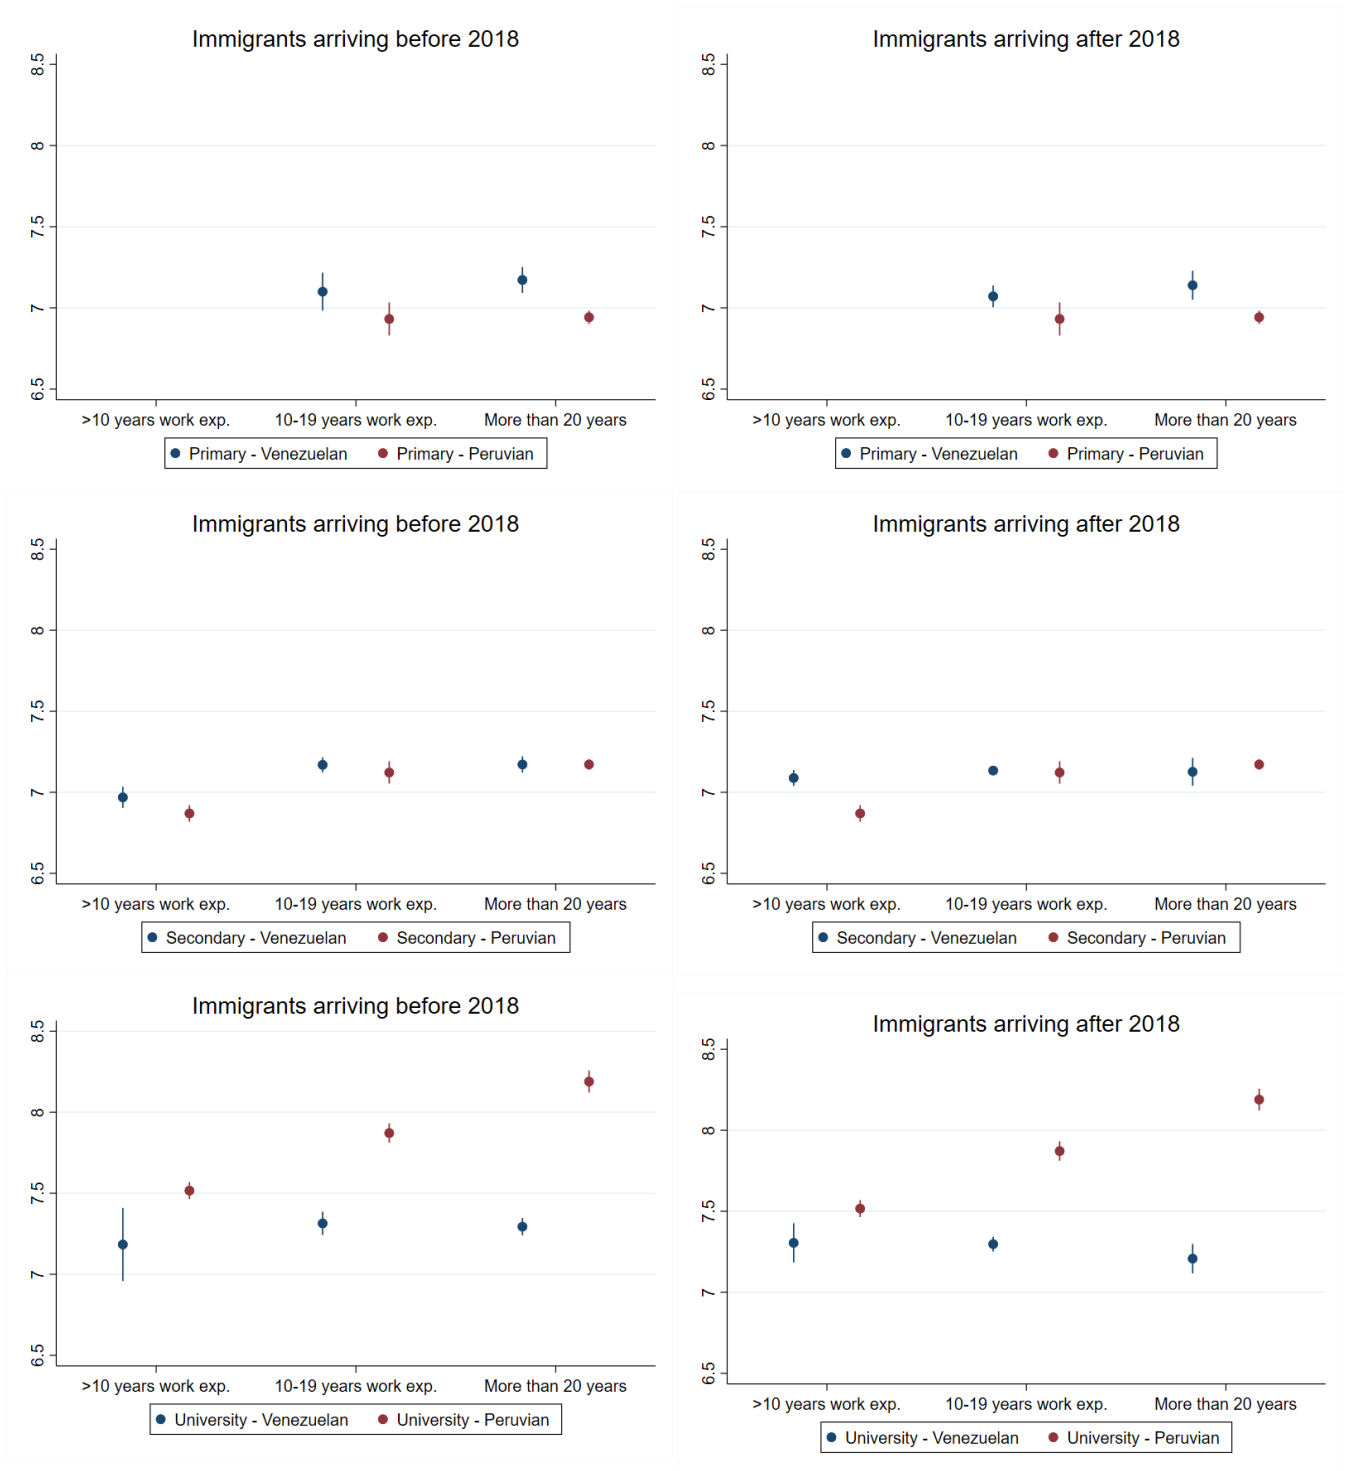 Immigrants arriving before 2018
8.5
8
7.5
7
6.5
>10 years work exp. 10-19 years work exp. More than 20 years
Primary - Venezuelan Primary - Peruvian
Immigrants arriving after 2018
8.5
8
7.5
7
6.5
>10 years work exp. 10-19 years work exp. More than 20 years
Primary - Venezuelan Primary - Peruvian
Immigrants arriving before 2018
8.5
8
7.5
7
6.5
>10 years work exp. 10-19 years work exp. More than 20 years
Secondary - Venezuelan Secondary - Peruvian
Immigrants arriving after 2018
8.5
8
7.5
7
6.5
>10 years work exp. 10-19 years work exp. More than 20 years
Secondary - Venezuelan Secondary - Peruvian
Immigrants arriving before 2018
8.5
8
7.5
7
6.5
>10 years work exp. 10-19 years work exp. More than 20 years
University - Venezuelan University - Peruvian
Immigrants arriving after 2018
8.5
8
7.5
7
6.5
>10 years work exp. 10-19 years work exp. More than 20 years
University - Venezuelan University - Peruvian